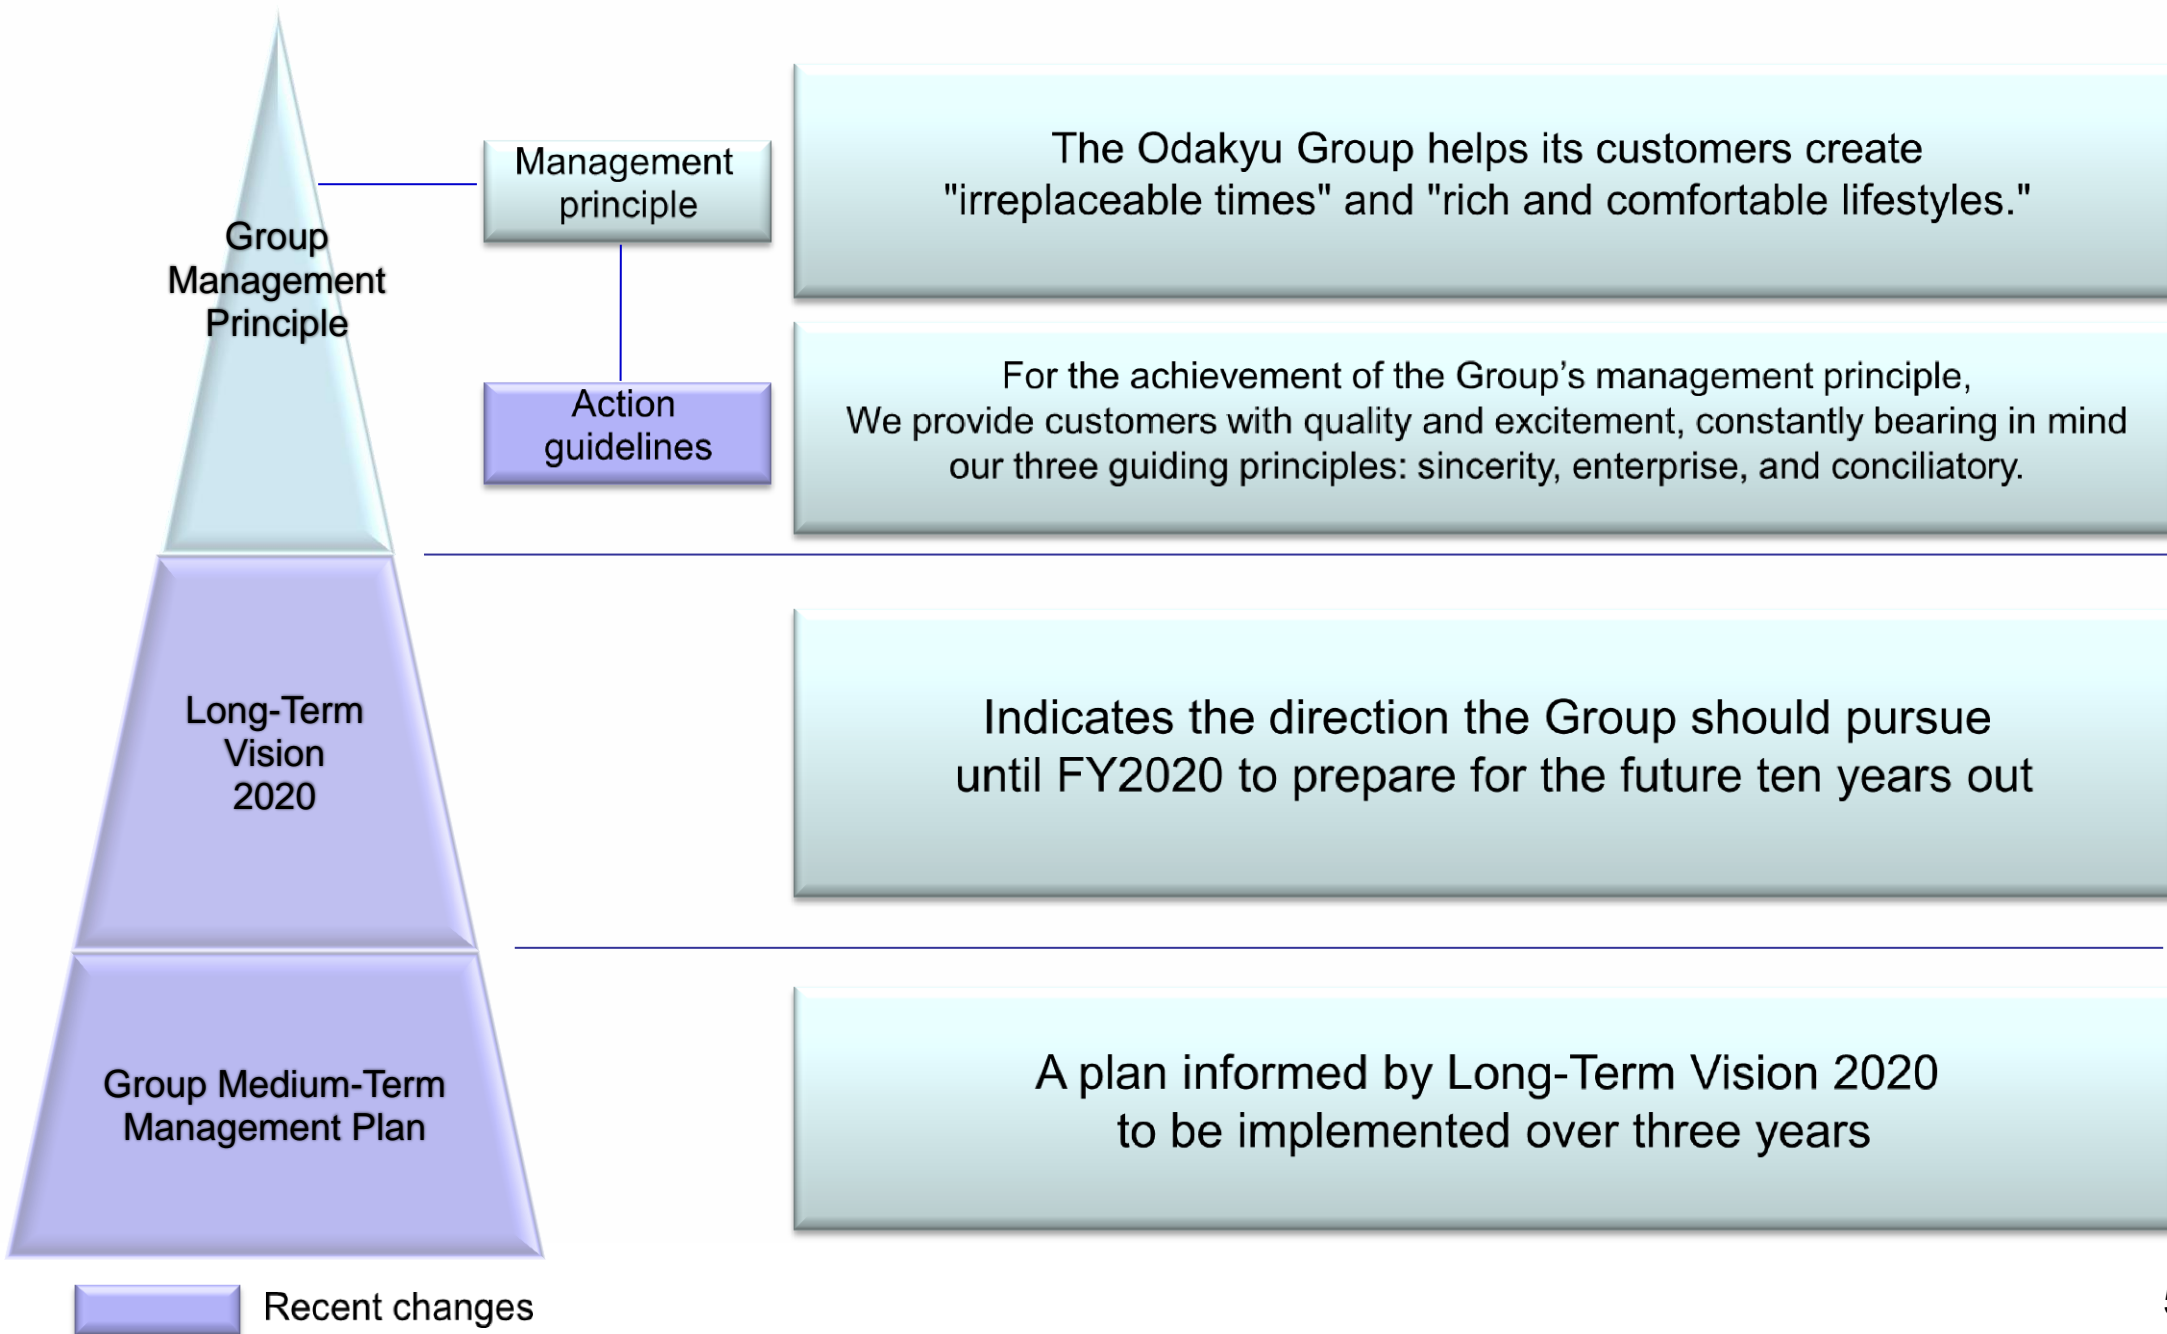 Group
Management
Principle
Management
principle
The Odakyu Group helps its customers create
"irreplaceable times" and "rich and comfortable lifestyles."
Action
guidelines
For the achievement of the Group’s management principle,
We provide customers with quality and excitement, constantly bearing in mind
our three guiding principles: sincerity, enterprise, and conciliatory.
Long-Term
Vision
2020
Indicates the direction the Group should pursue
until FY2020 to prepare for the future ten years out
Group Medium-Term
Management Plan
A plan informed by Long-Term Vision 2020
to be implemented over three years
Recent changes